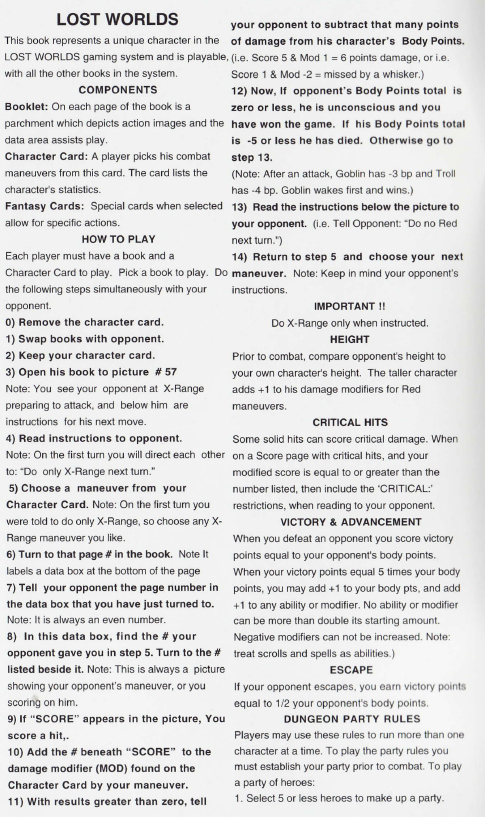 LOST WORLDS
This book represents a unique character in the
LOST WORLDS gaming system and is playable,
with all the other books in the system.
COMPONENTS
Booklet: On each page of the book is a
parchment which depicts action images and the
data area assists play.
Character Card: A player picks his combat
maneuvers from this card. The card lists the
character's statistics.
Fantasy Cards: Special cards when selected
allow for specific actions.
HOW TO PLAY
Each player must have a book and a
Character Card to play. Pick a book to play. Do
the following steps simultaneously with your
opponent.
0) Remove the character card.
1) Swap books with opponent.
2) Keep your character card.
3) Open his book to picture # 57
Note: You see your opponent at X-Range
preparing to attack, and below him are
instructions for his next move.
4) Read instructions to opponent.
Note: On the first turn you will direct each other
to: "Do only X-Range next turn."
5) Choose a maneuver from your
Character Card. Note: On the first turn you
were told to do only X-Range, so choose any X-
Range maneuver you like.
6) Turn to that page # in the book. Note It
labels a data box at the bottom of the page
7) Tell your opponent the page number in
the data box that you have just turned to.
Note: It is always an even number.
8) In this data box, find the # your
opponent gave you in step 5. Turn to the #
listed beside it. Note: This is always a picture
showing your opponent's maneuver, or you
scoring on him.
9) If "SCORE" appears in the picture, You
score a hit,.
10) Add the # beneath "SCORE" to the
damage modifier (MOD) found on the
Character Card by your maneuver.
11) With results greater than zero, tell
your opponent to subtract that many points
of damage from his character's Body Points.
(i.e. Score 5 & Mod 1 = 6 points damage, or i.e.
Score 1 & Mod -2 = missed by a whisker.)
12) Now, If opponent's Body Points total is
zero or less, he is unconscious and you
have won the game. If his Body Points total
is -5 or less he has died. Otherwise go to
step 13.
(Note: After an attack, Goblin has -3 bp and Troll
has -4 bp. Goblin wakes first and wins.)
13) Read the instructions below the picture to
your opponent. (i.e. Tell Opponent: "Do no Red
next turn.")
14) Return to step 5 and choose your next
maneuver. Note: Keep in mind your opponent's
instructions.
IMPORTANT !!
Do X-Range only when instructed.
HEIGHT
Prior to combat, compare opponent's height to
your own character's height. The taller character
adds +1 to his damage modifiers for Red
maneuvers.
CRITICAL HITS
Some solid hits can score critical damage. When
on a Score page with critical hits, and your
modified score is equal to or greater than the
number listed, then include the 'CRITICAL:'
restrictions, when reading to your opponent.
VICTORY & ADVANCEMENT
When you defeat an opponent you score victory
points equal to your opponent's body points.
When your victory points equal 5 times your body
points, you may add +1 to your body pts, and add
+1 to any ability or modifier. No ability or modifier
can be more than double its starting amount.
Negative modifiers can not be increased. Note:
treat scrolls and spells as abilities.)
ESCAPE
If your opponent escapes, you earn victory points
equal to 1/2 your opponent's body points.
DUNGEON PARTY RULES
Players may use these rules to run more than one
character at a time. To play the party rules you
must establish your party prior to combat. To play
a party of heroes:
1. Select 5 or less heroes to make up a party.